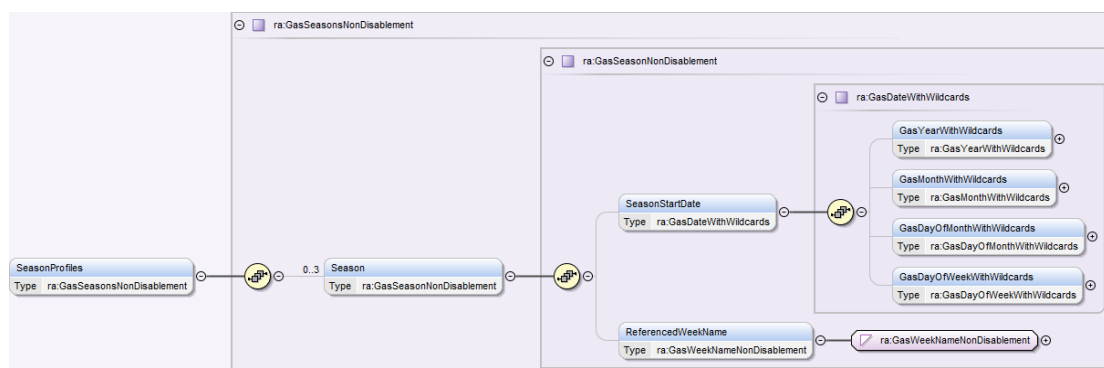 ra:GasSeasonsNonDisablement
ra:GasSeasonNonDisablement
ra:GasDateWithWildcards
GasYearWithWildcards
Type ra:GasYearWithWildcards
GasMonthWithWildcards
Type ra:GasMonthWithWildcards
SeasonStartDate
Type ra:GasDateWithWildcards
GasDayOfMonthWithWildcards
Type ra:GasDayOfMonthWithWildcards
SeasonProfiles
Type ra:GasSeasonsNonDisablement
0..3
Season
Type ra:GasSeasonNonDisablement
GasDayOfWeekWithWildcards
Type ra:GasDayOfWeekWithWildcards
ReferencedWeekName
Type ra:GasWeekNameNonDisablement
ra:GasWeekNameNonDisablement